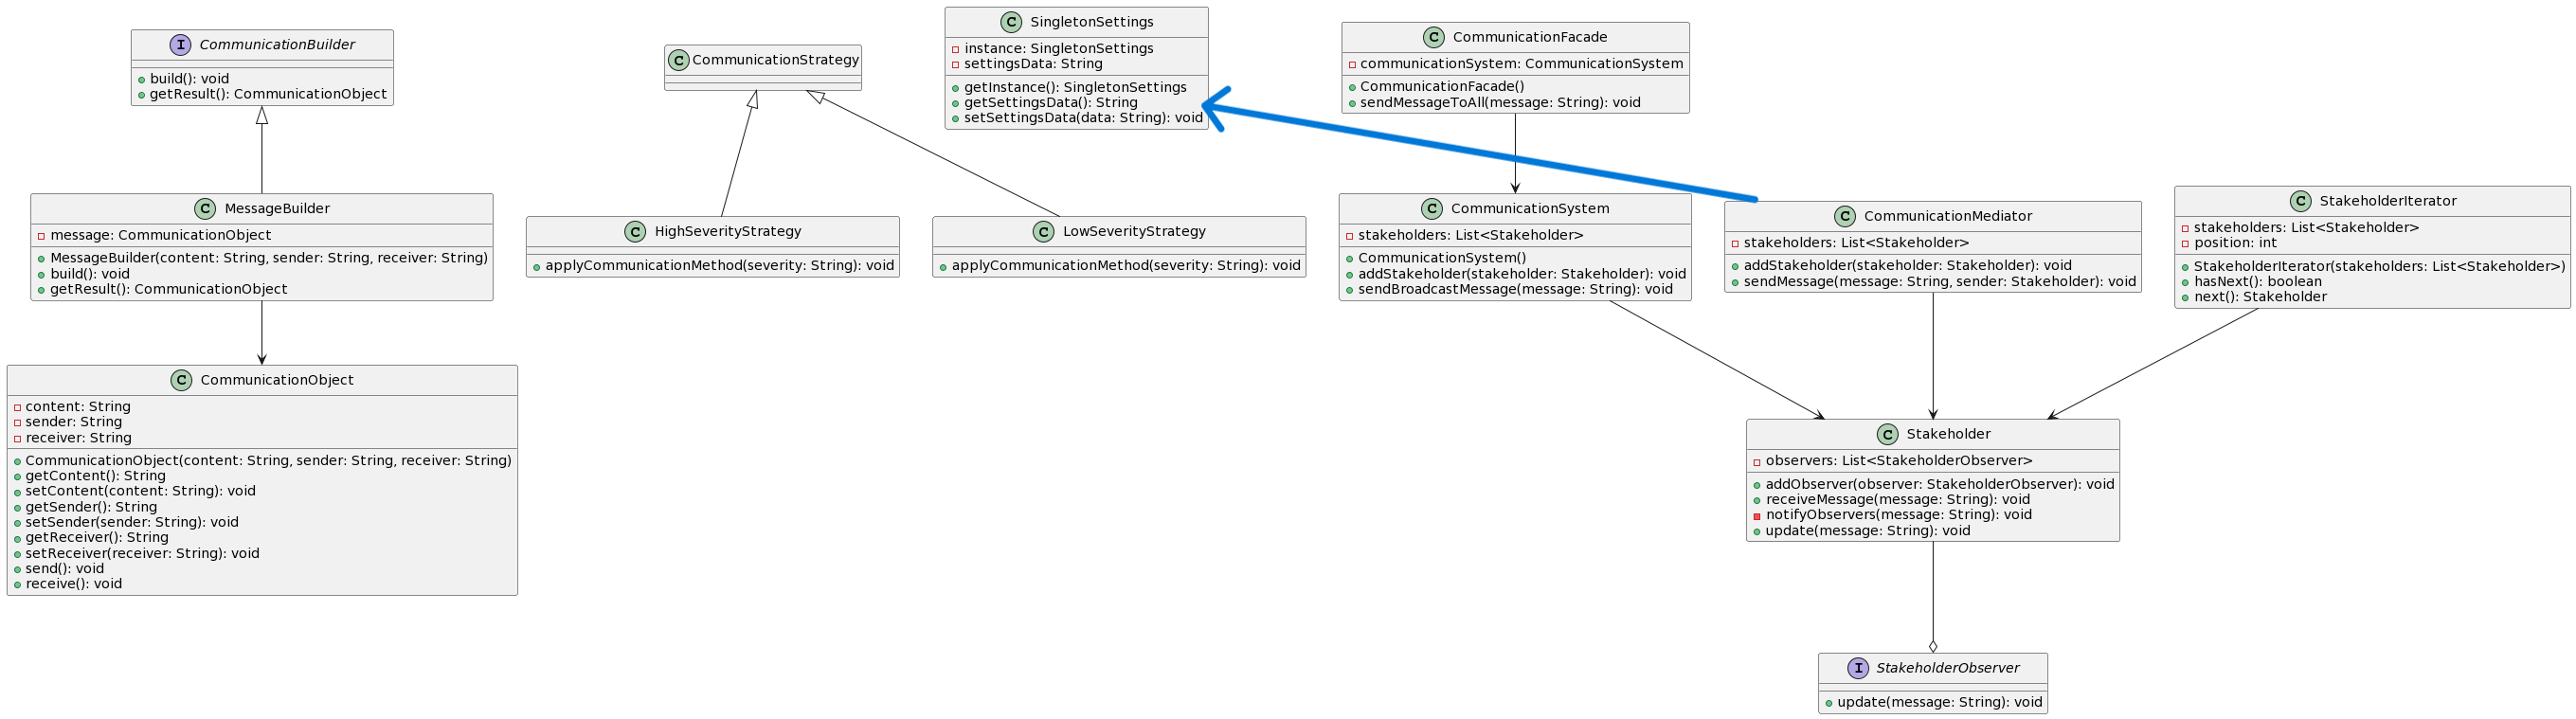 CommunicationBuilder
build(): void
getResult(): CommunicationObject
CommunicationStrategy
SingletonSettings
instance: SingletonSettings
settingsData: String
getInstance(): SingletonSettings
getSettingsData(): String
setSettingsData(data: String): void
CommunicationFacade
communicationSystem: CommunicationSystem
CommunicationFacade()
sendMessageToAll(message: String): void
MessageBuilder
message: CommunicationObject
MessageBuilder(content: String, sender: String, receiver: String)
build(): void
getResult(): CommunicationObject
HighSeverityStrategy
applyCommunicationMethod(severity: String): void
LowSeverityStrategy
applyCommunicationMethod(severity: String): void
CommunicationSystem
stakeholders: List<Stakeholder>
CommunicationSystem()
addStakeholder(stakeholder: Stakeholder): void
sendBroadcastMessage(message: String): void
CommunicationMediator
stakeholders: List<Stakeholder>
addStakeholder(stakeholder: Stakeholder): void
sendMessage(message: String, sender: Stakeholder): void
StakeholderIterator
stakeholders: List<Stakeholder>
position: int
StakeholderIterator(stakeholders: List<Stakeholder>)
hasNext(): boolean
next(): Stakeholder
CommunicationObject
content: String
sender: String
receiver: String
CommunicationObject(content: String, sender: String, receiver: String)
getContent(): String
setContent(content: String): void
getSender(): String
setSender(sender: String): void
getReceiver(): String
setReceiver(receiver: String): void
send(): void
receive(): void
Stakeholder
observers: List<StakeholderObserver>
addObserver(observer: StakeholderObserver): void
receiveMessage(message: String): void
notifyObservers(message: String): void
update(message: String): void
StakeholderObserver
update(message: String): void